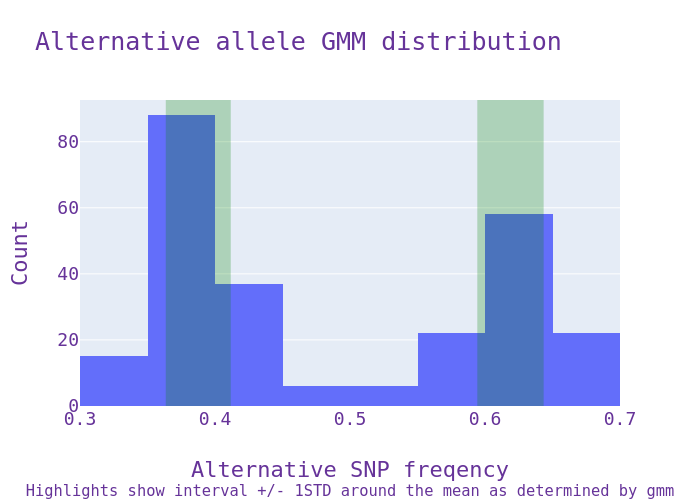 Alternative allele GMM distribution
Count
80
60
40
20
0
0.3 0.4 0.5 0.6 0.7
Alternative SNP freqency
Highlights show interval +/- 1STD around the mean as determined by gmm